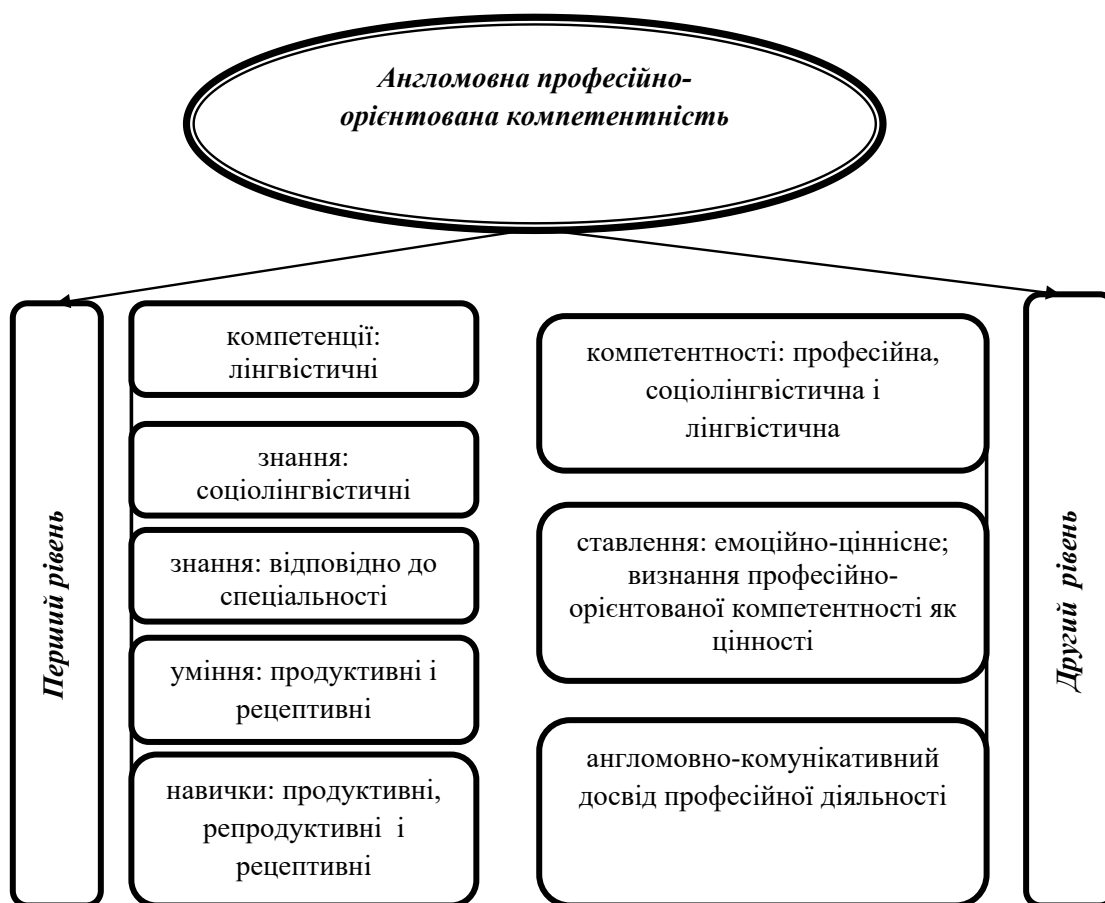 Англомовна професійно-
орієнтована компетентність
Перший рівень
компетенції:
лінгвістичні
знання:
соціолінгвістичні
знання: відповідно до
спеціальності
уміння: продуктивні і
рецептивні
навички: продуктивні,
репродуктивні і
рецептивні
компетентності: професійна,
соціолінгвістична і
лінгвістична
ставлення: емоційно-ціннісне;
визнання професійно-
орієнтованої компетентності як
цінності
англомовно-комунікативний
досвід професійної діяльності
Другий рівень